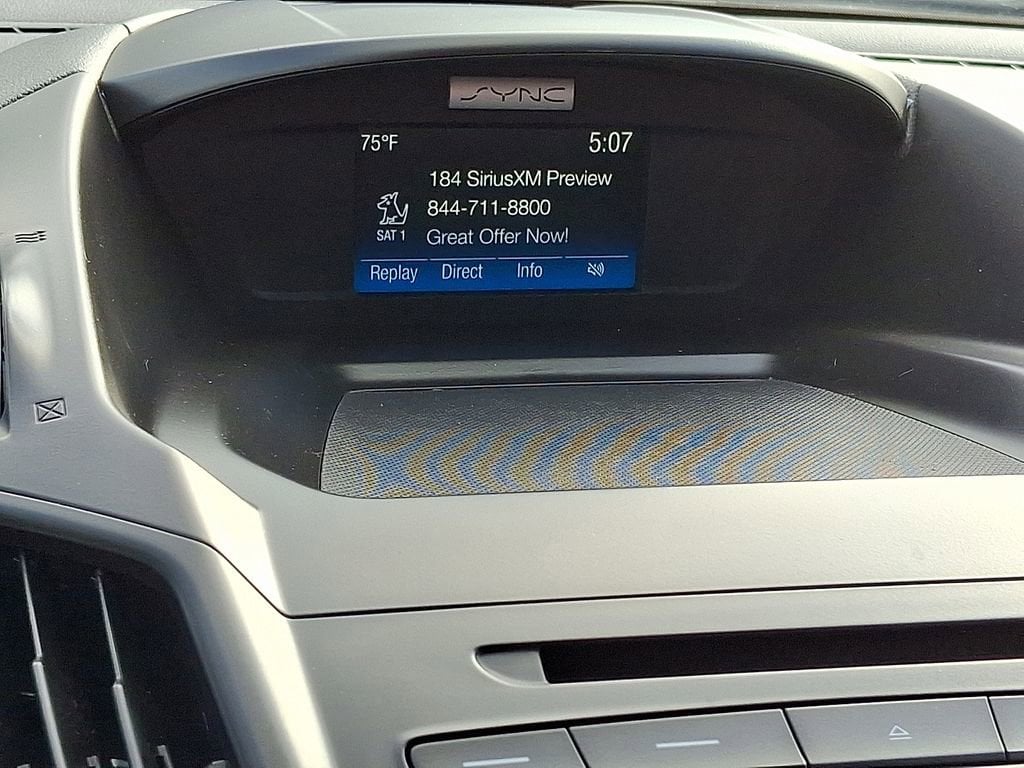 SYNC
75°F 5:07
184 SiriusXM Preview
844-711-8800
SAT 1
Great Offer Now!
Replay Direct Info